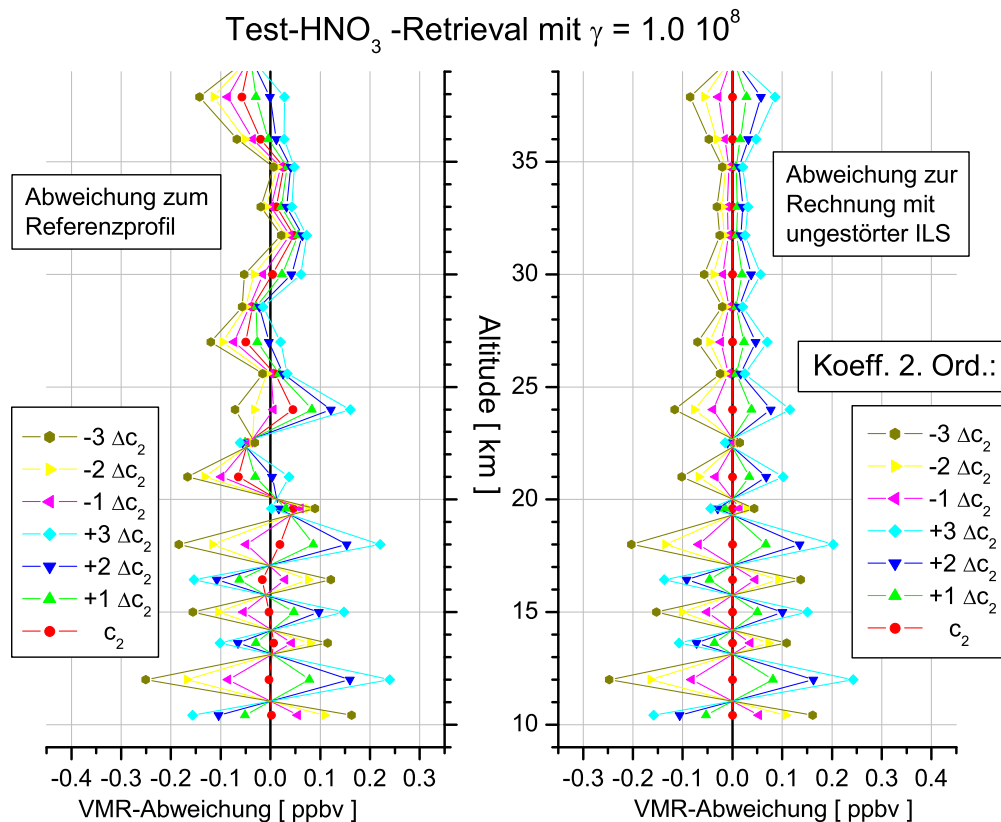 Test-HNO₃ -Retrieval mit γ = 1.0 10⁸
Abweichung zum
Referenzprofil
Abweichung zur
Rechnung mit
ungestörter ILS
Koeff. 2. Ord.:
-3 Δc₂
-2 Δc₂
-1 Δc₂
+3 Δc₂
+2 Δc₂
+1 Δc₂
c₂
-3 Δc₂
-2 Δc₂
-1 Δc₂
+3 Δc₂
+2 Δc₂
+1 Δc₂
c₂
Altitude [ km ]
35
30
25
20
15
10
-0.4 -0.3 -0.2 -0.1 0.0 0.1 0.2 0.3
-0.3 -0.2 -0.1 0.0 0.1 0.2 0.3 0.4
VMR-Abweichung [ ppbv ]
VMR-Abweichung [ ppbv ]